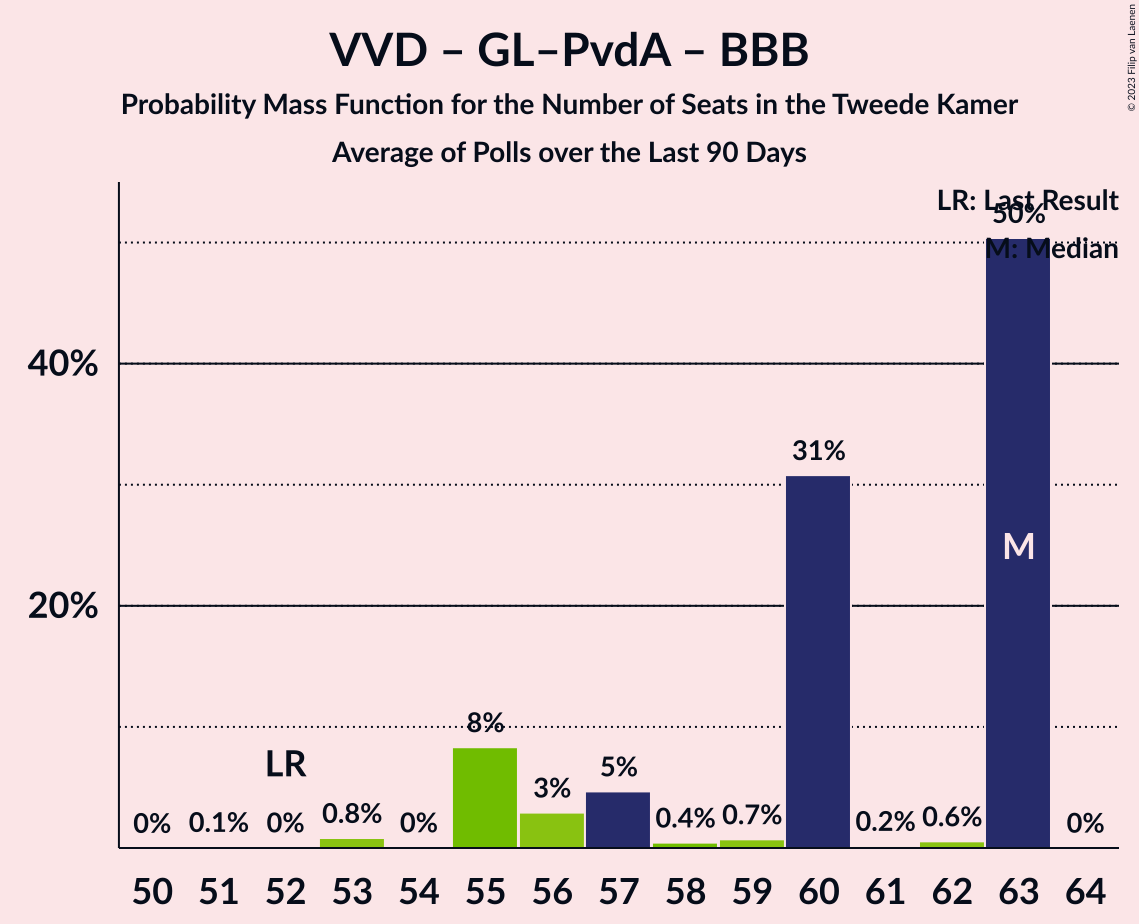 VVD – GL–PvdA – BBB
Probability Mass Function for the Number of Seats in the Tweede Kamer
Average of Polls over the Last 90 Days
© 2023 Filip van Laenen
LR: Last Result
50%
M: Median
40%
31%
M
20%
8%
LR
5%
3%
0% 0.1% 0% 0.8% 0% 0.4% 0.7% 0.2% 0.6% 0%
50 51 52 53 54 55 56 57 58 59 60 61 62 63 64